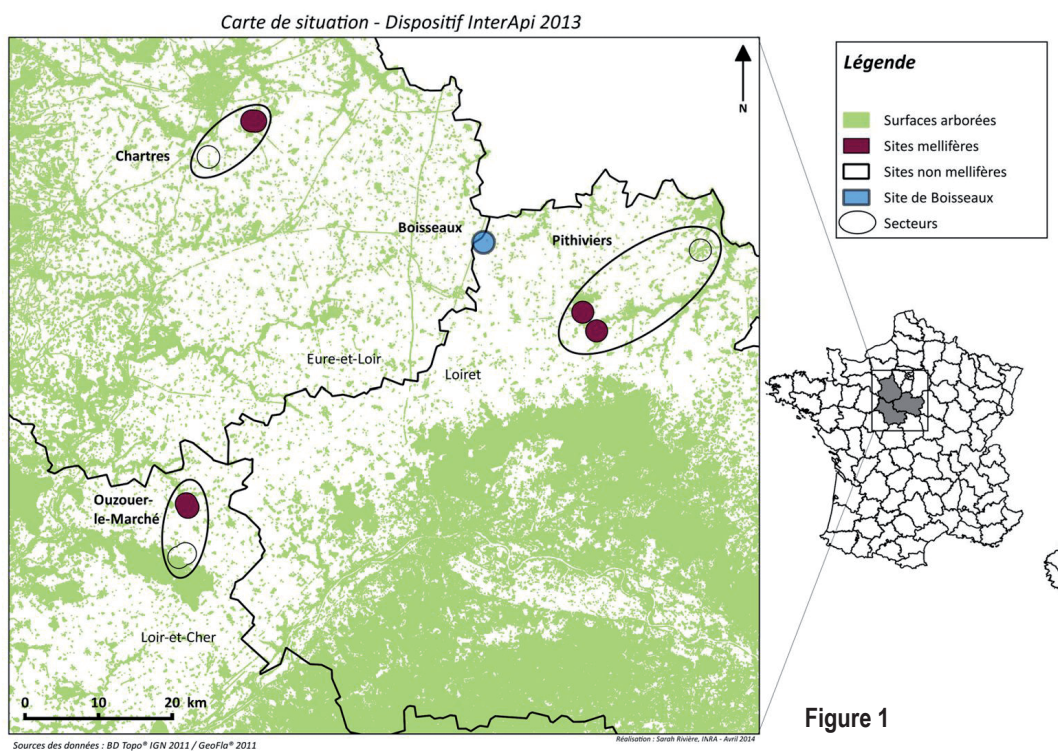 Carte de situation - Dispositif InterApi 2013
N
Chartres
Boisseaux
Pithiviers
Eure-et-Loir
Loiret
Ouzouer-
le-Marché
Loir-et-Cher
0 10 20 km
Légende
Surfaces arborées
Sites mellifères
Sites non mellifères
Site de Boisseaux
Secteurs
Figure 1
Sources des données : BD Topo® IGN 2011 / GeoFla® 2011
Réalisation : Sarah Rivière, INRA - Avril 2014